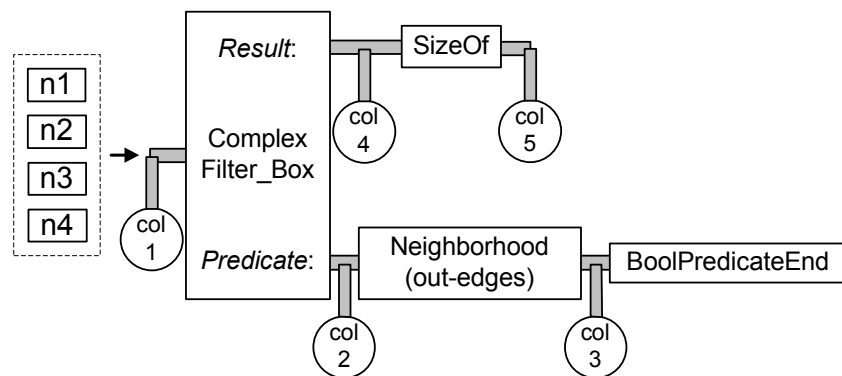 n1
n2
n3
n4
col
1
Result:
Complex
Filter_Box
Predicate:
col
4
SizeOf
col
5
col
2
Neighborhood
(out-edges)
col
3
BoolPredicateEnd